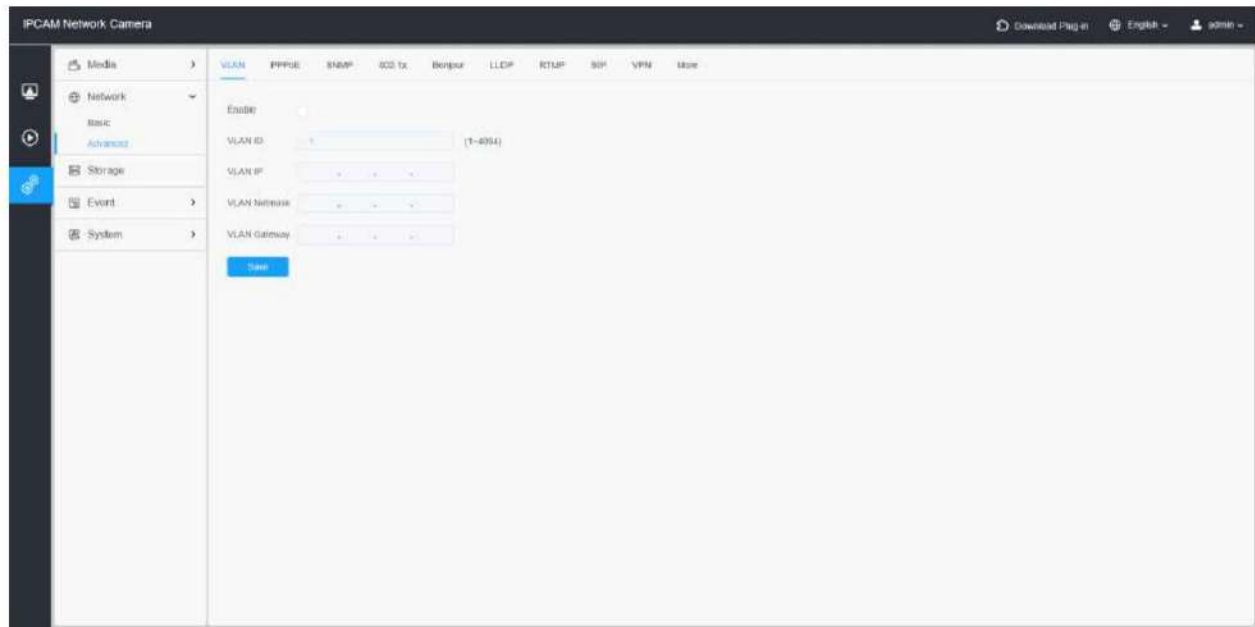 IPCAM Network Camera
Download Plug-in English admin
Media
Network
Basic
Advanced
Storage
Event
System
VLAN PPPoE SNMP 802.1x Bonjour LLDP RTMP SIP VPN More
Enable
VLAN ID 1 (1~4094)
VLAN IP
VLAN Netmask
VLAN Gateway
Save